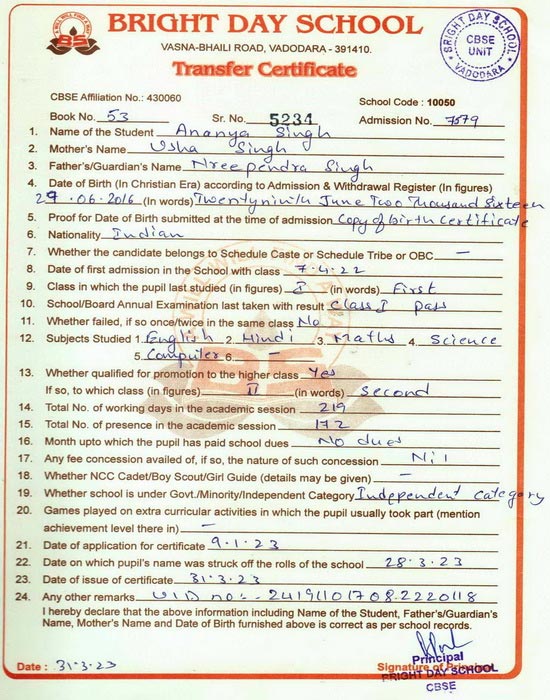 BRIGHT DAY SCHOOL
VASNA-BHAILI ROAD, VADODARA - 391410.
Transfer Certificate
BRIGHT DAY SCHOOL
CBSE
UNIT
VADODARA
CBSE Affiliation No.: 430060
School Code : 10050
Book No. 53 Sr. No. 5234 Admission No. 7579
1. Name of the Student Ananya Singh
2. Mother's Name Usha Singh
3. Father's/Guardian's Name Nreependra Singh
4. Date of Birth (In Christian Era) according to Admission & Withdrawal Register (In figures)
29.06.2016 (In words) Twentyninth June Two Thousand Sixteen
5. Proof for Date of Birth submitted at the time of admission Copy of birth certificate
6. Nationality Indian
7. Whether the candidate belongs to Schedule Caste or Schedule Tribe or OBC —
8. Date of first admission in the School with class 7.4.22
9. Class in which the pupil last studied (in figures) I (in words) First
10. School/Board Annual Examination last taken with result Class I pass
11. Whether failed, if so once/twice in the same class No
12. Subjects Studied 1. English 2. Hindi 3. Maths 4. Science
5. Computer 6. —
13. Whether qualified for promotion to the higher class Yes
If so, to which class (in figures) II (in words) second
14. Total No. of working days in the academic session 219
15. Total No. of presence in the academic session 172
16. Month upto which the pupil has paid school dues No dues
17. Any fee concession availed of, if so, the nature of such concession Nil
18. Whether NCC Cadet/Boy Scout/Girl Guide (details may be given) —
19. Whether school is under Govt./Minority/Independent Category Independent category
20. Games played on extra curricular activities in which the pupil usually took part (mention
achievement level there in) —
21. Date of application for certificate 9.1.23
22. Date on which pupil's name was struck off the rolls of the school 28.3.23
23. Date of issue of certificate 31.3.23
24. Any other remarks UID no:- 24191101708.2220118
I hereby declare that the above information including Name of the Student, Father's/Guardian's
Name, Mother's Name and Date of Birth furnished above is correct as per school records.
Date : 31.3.23
Signature of Principal
Principal
BRIGHT DAY SCHOOL
CBSE